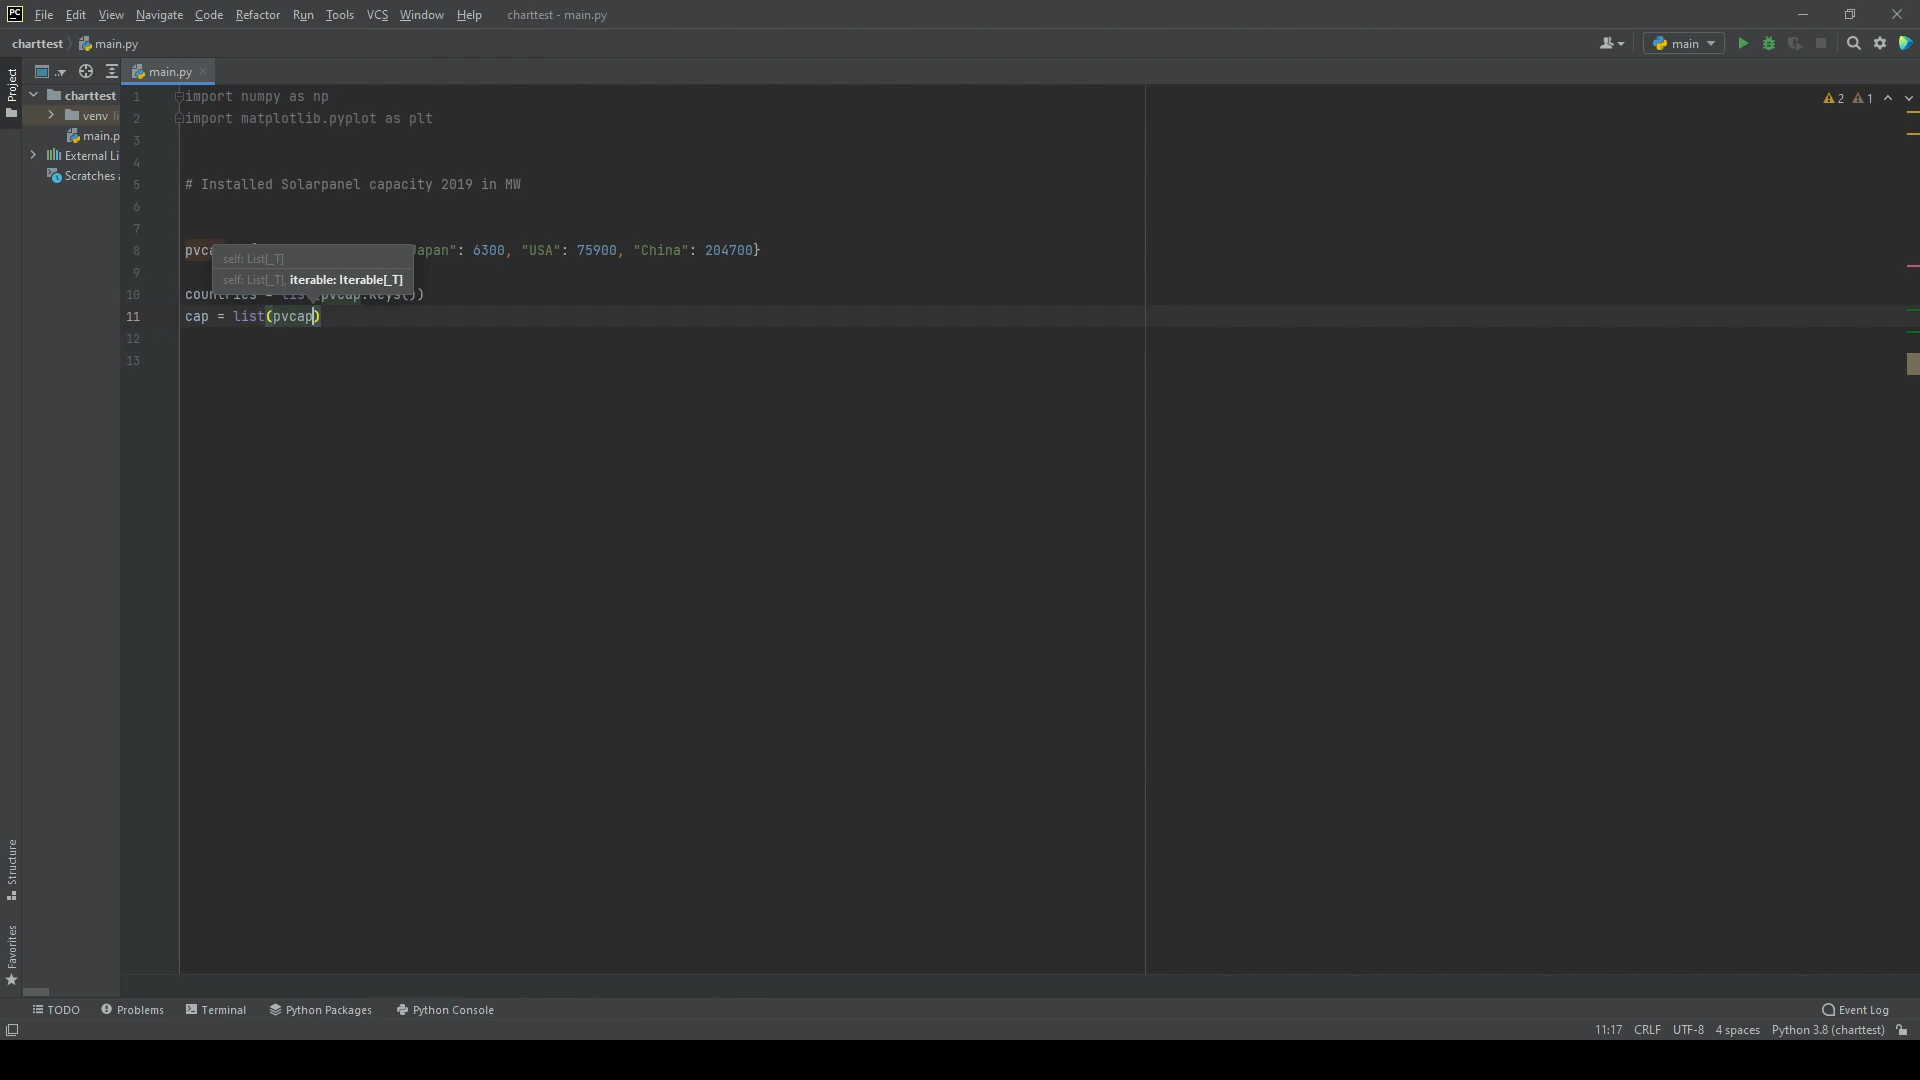 PC File Edit View Navigate Code Refactor Run Tools VCS Window Help charttest - main.py
charttest main.py main
Project .. main.py
charttest
venv
main.p
External Li
Scratches
2 1
1 import numpy as np
2 import matplotlib.pyplot as plt
3
4
5 # Installed Solarpanel capacity 2019 in MW
6
7
8 pvca "Japan": 6300, "USA": 75900, "China": 204700}
self: List[_T]
9
self: List[_T], iterable: Iterable[_T]
10 countries = list(pvcap.keys())
11 cap = list(pvcap)
12
13
Structure
Favorites
TODO Problems Terminal Python Packages Python Console Event Log
11:17 CRLF UTF-8 4 spaces Python 3.8 (charttest)